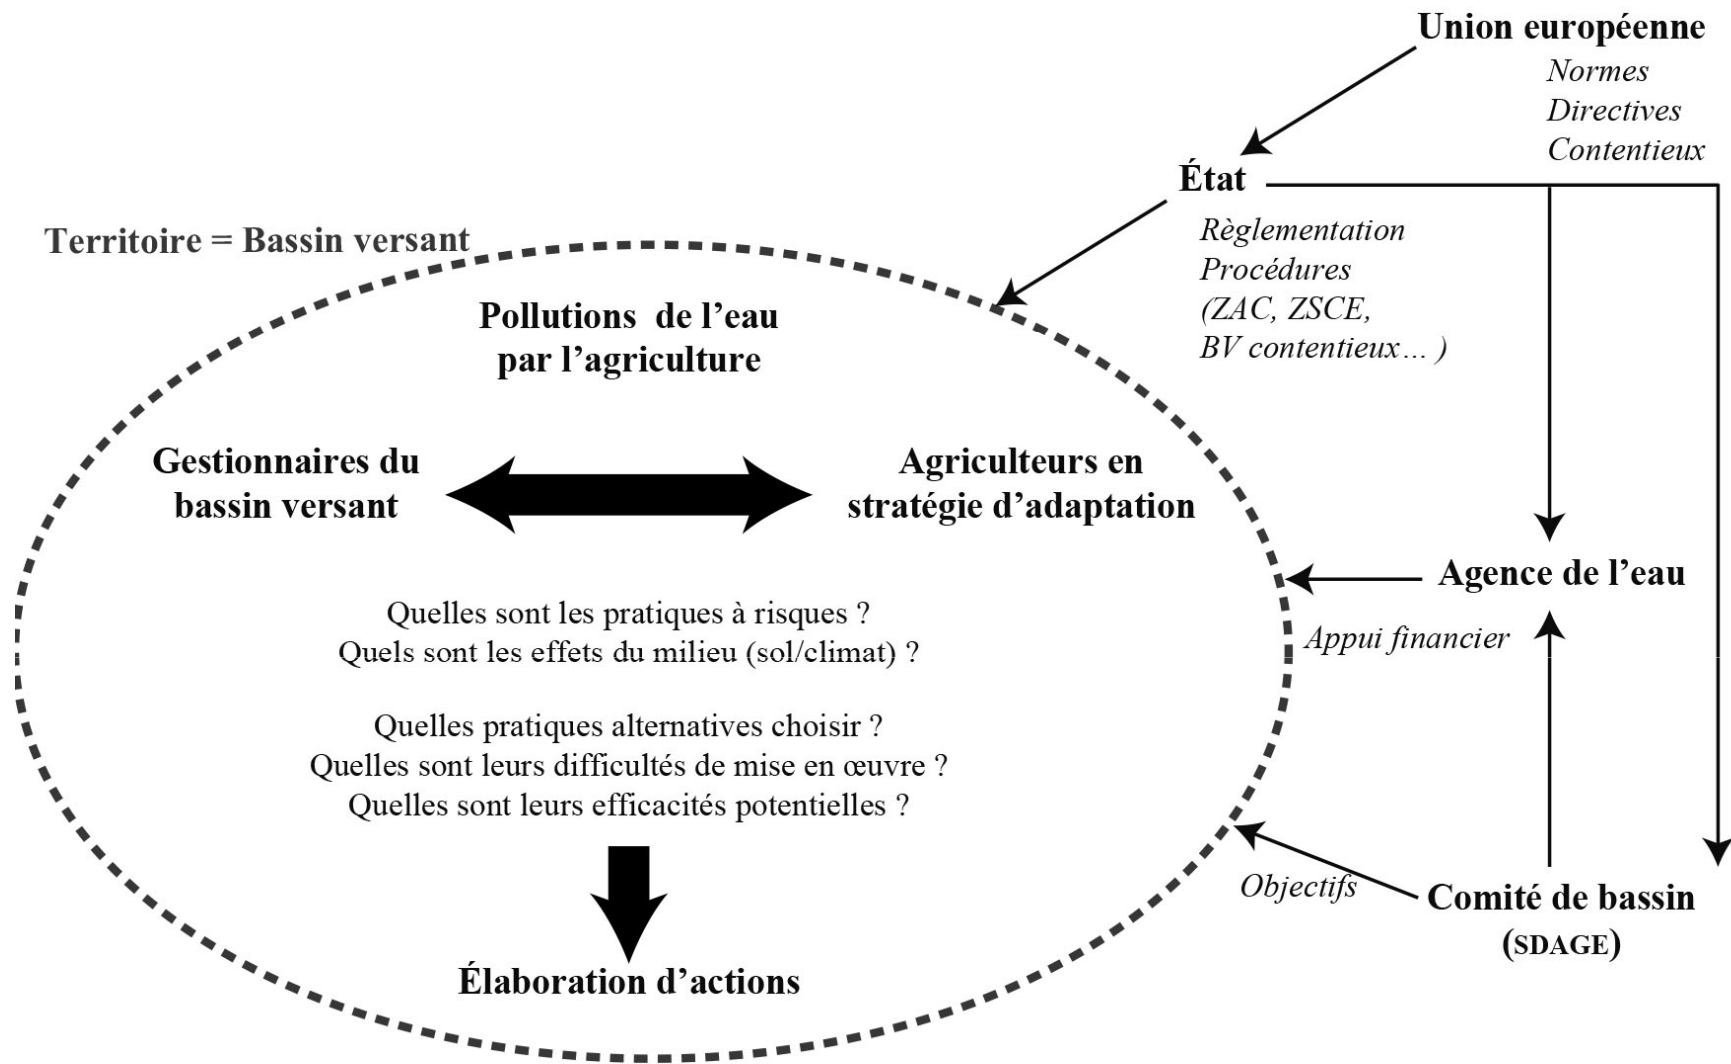 Union européenne
Normes
Directives
Contentieux
État
Règlementation
Procédures
(ZAC, ZSCE,
BV contentieux... )
Territoire = Bassin versant
Pollutions de l’eau
par l’agriculture
Gestionnaires du
bassin versant
Agriculteurs en
stratégie d’adaptation
Quelles sont les pratiques à risques ?
Quels sont les effets du milieu (sol/climat) ?
Quelles pratiques alternatives choisir ?
Quelles sont leurs difficultés de mise en œuvre ?
Quelles sont leurs efficacités potentielles ?
Élaboration d’actions
Agence de l’eau
Appui financier
Objectifs
Comité de bassin
(SDAGE)